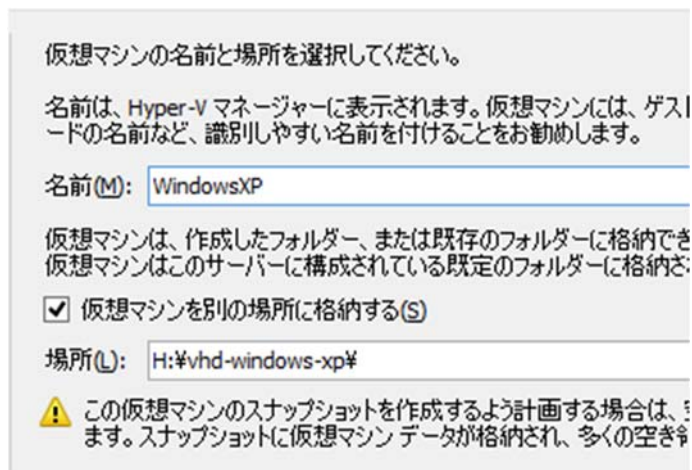 仮想マシンの名前と場所を選択してください。
名前は、Hyper-V マネージャーに表示されます。仮想マシンには、ゲスト
ードの名前など、識別しやすい名前を付けることをお勧めします。
名前(M): WindowsXP
仮想マシンは、作成したフォルダー、または既存のフォルダーに格納でき
仮想マシンはこのサーバーに構成されている既定のフォルダーに格納さ
仮想マシンを別の場所に格納する(S)
場所(L): H:¥vhd-windows-xp¥
この仮想マシンのスナップショットを作成するよう計画する場合は、
ます。スナップショットに仮想マシン データが格納され、多くの空き